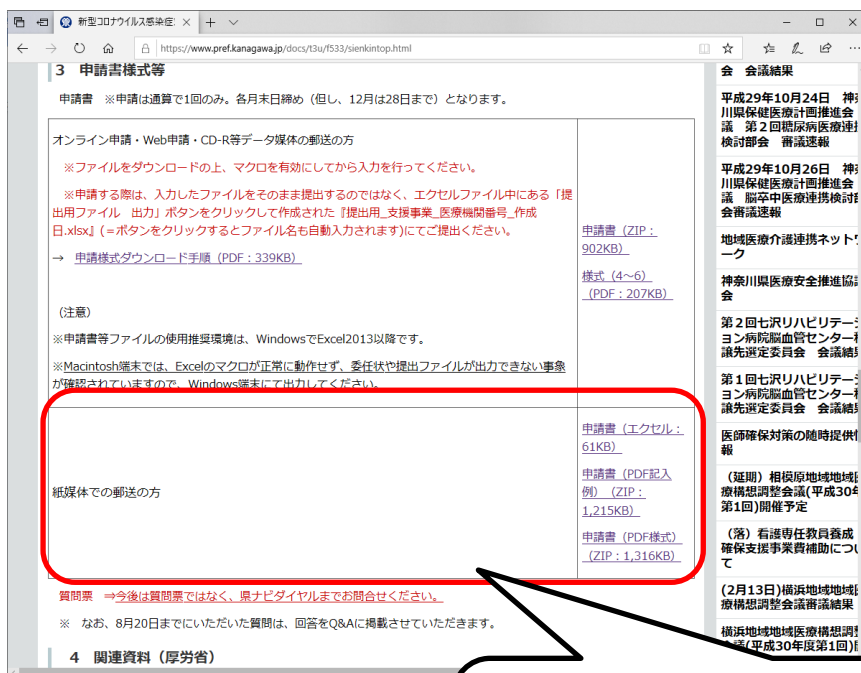 新型コロナウイルス感染症:
https://www.pref.kanagawa.jp/docs/t3u/f533/sienkintop.html
3　申請書様式等
申請書　※申請は通算で1回のみ。各月末日締め（但し、12月は28日まで）となります。
オンライン申請・Web申請・CD-R等データ媒体の郵送の方
※ファイルをダウンロードの上、マクロを有効にしてから入力を行ってください。
※申請する際は、入力したファイルをそのまま提出するのではなく、エクセルファイル中にある「提
出用ファイル　出力」ボタンをクリックして作成された『提出用_支援事業_医療機関番号_作成
日.xlsx』(＝ボタンをクリックするとファイル名も自動入力されます)にてご提出ください。
→　申請様式ダウンロード手順（PDF：339KB）
（注意）
※申請書等ファイルの使用推奨環境は、WindowsでExcel2013以降です。
※Macintosh端末では、Excelのマクロが正常に動作せず、委任状や提出ファイルが出力できない事象
が確認されていますので、Windows端末にて出力してください。
申請書（ZIP：
902KB）
様式（4～6）
（PDF：207KB）
紙媒体での郵送の方
申請書（エクセル：
61KB）
申請書（PDF記入
例）（ZIP：
1,215KB）
申請書（PDF様式）
（ZIP：1,316KB）
質問票　⇒今後は質問票ではなく、県ナビダイヤルまでお問合せください。
※　なお、8月20日までにいただいた質問は、回答をQ&Aに掲載させていただきます。
4　関連資料（厚労省）
会　会議結果
平成29年10月24日　神
川県保健医療計画推進会
議　第２回糖尿病医療連
検討部会　審議速報
平成29年10月26日　神
川県保健医療計画推進会
議　脳卒中医療連携検討
会審議速報
地域医療介護連携ネット
ーク
神奈川県医療安全推進協
会
第２回七沢リハビリテー
ョン病院脳血管センター
譲先選定委員会　会議結
第１回七沢リハビリテー
ョン病院脳血管センター
譲先選定委員会　会議結
医師確保対策の随時提供
報
（延期）相模原地域地域
療構想調整会議(平成30
第1回)開催予定
（落）看護専任教員養成
確保支援事業費補助につ
て
(2月13日)横浜地域地域
療構想調整会議審議結果
横浜地域地域医療構想調
(平成30年度第1回)